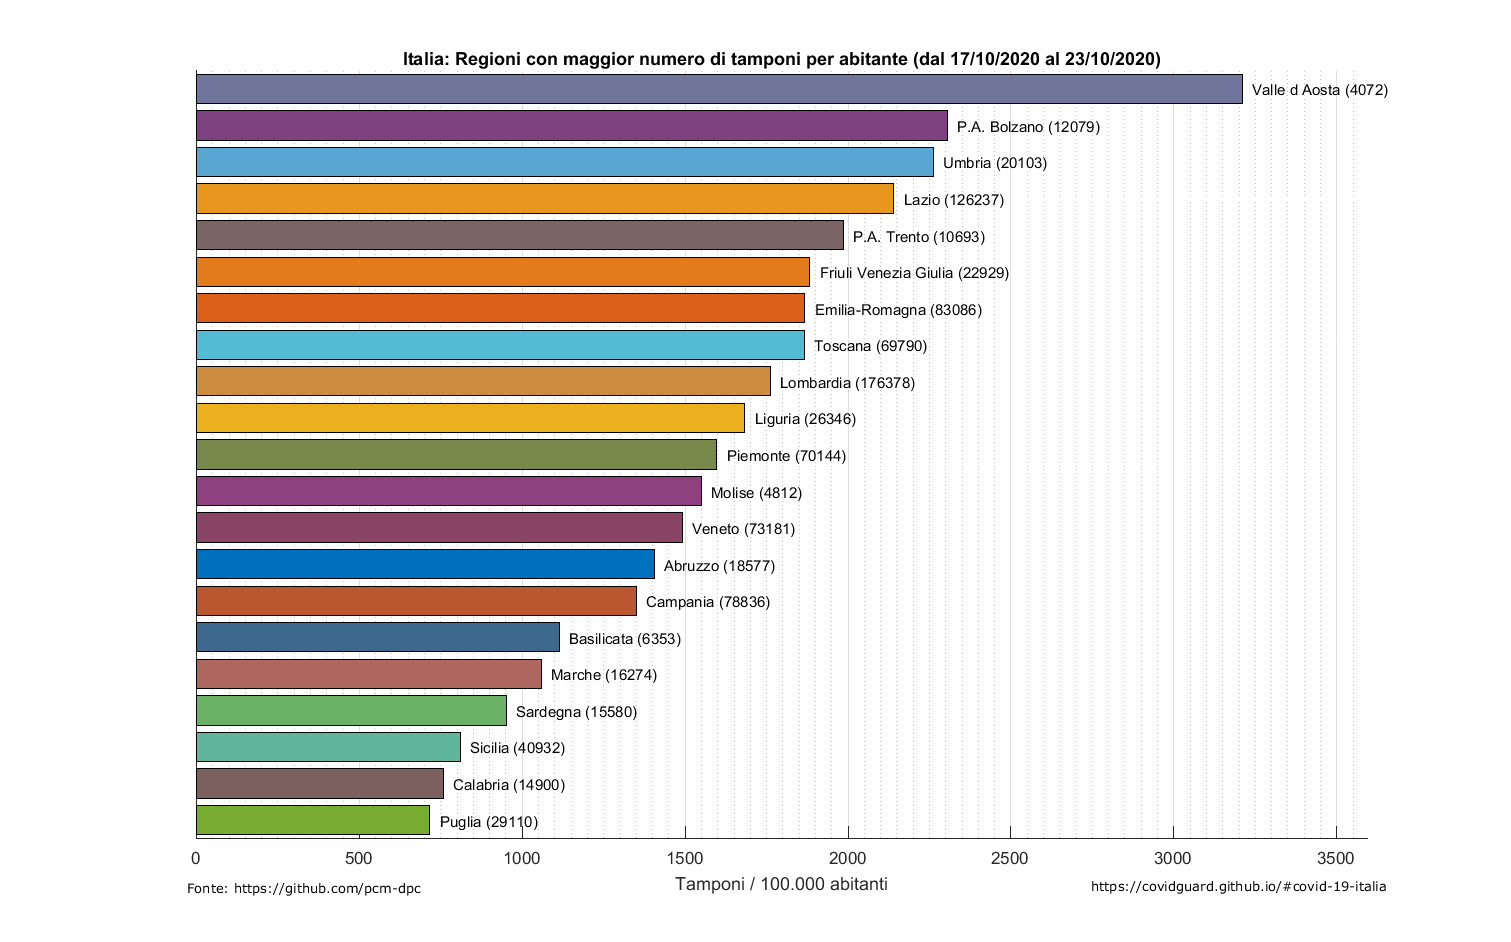 Italia: Regioni con maggior numero di tamponi per abitante (dal 17/10/2020 al 23/10/2020)
Valle d Aosta (4072)
P.A. Bolzano (12079)
Umbria (20103)
Lazio (126237)
P.A. Trento (10693)
Friuli Venezia Giulia (22929)
Emilia-Romagna (83086)
Toscana (69790)
Lombardia (176378)
Liguria (26346)
Piemonte (70144)
Molise (4812)
Veneto (73181)
Abruzzo (18577)
Campania (78836)
Basilicata (6353)
Marche (16274)
Sardegna (15580)
Sicilia (40932)
Calabria (14900)
Puglia (29110)
0 500 1000 1500 2000 2500 3000 3500
Tamponi / 100.000 abitanti
Fonte: https://github.com/pcm-dpc
https://covidguard.github.io/#covid-19-italia